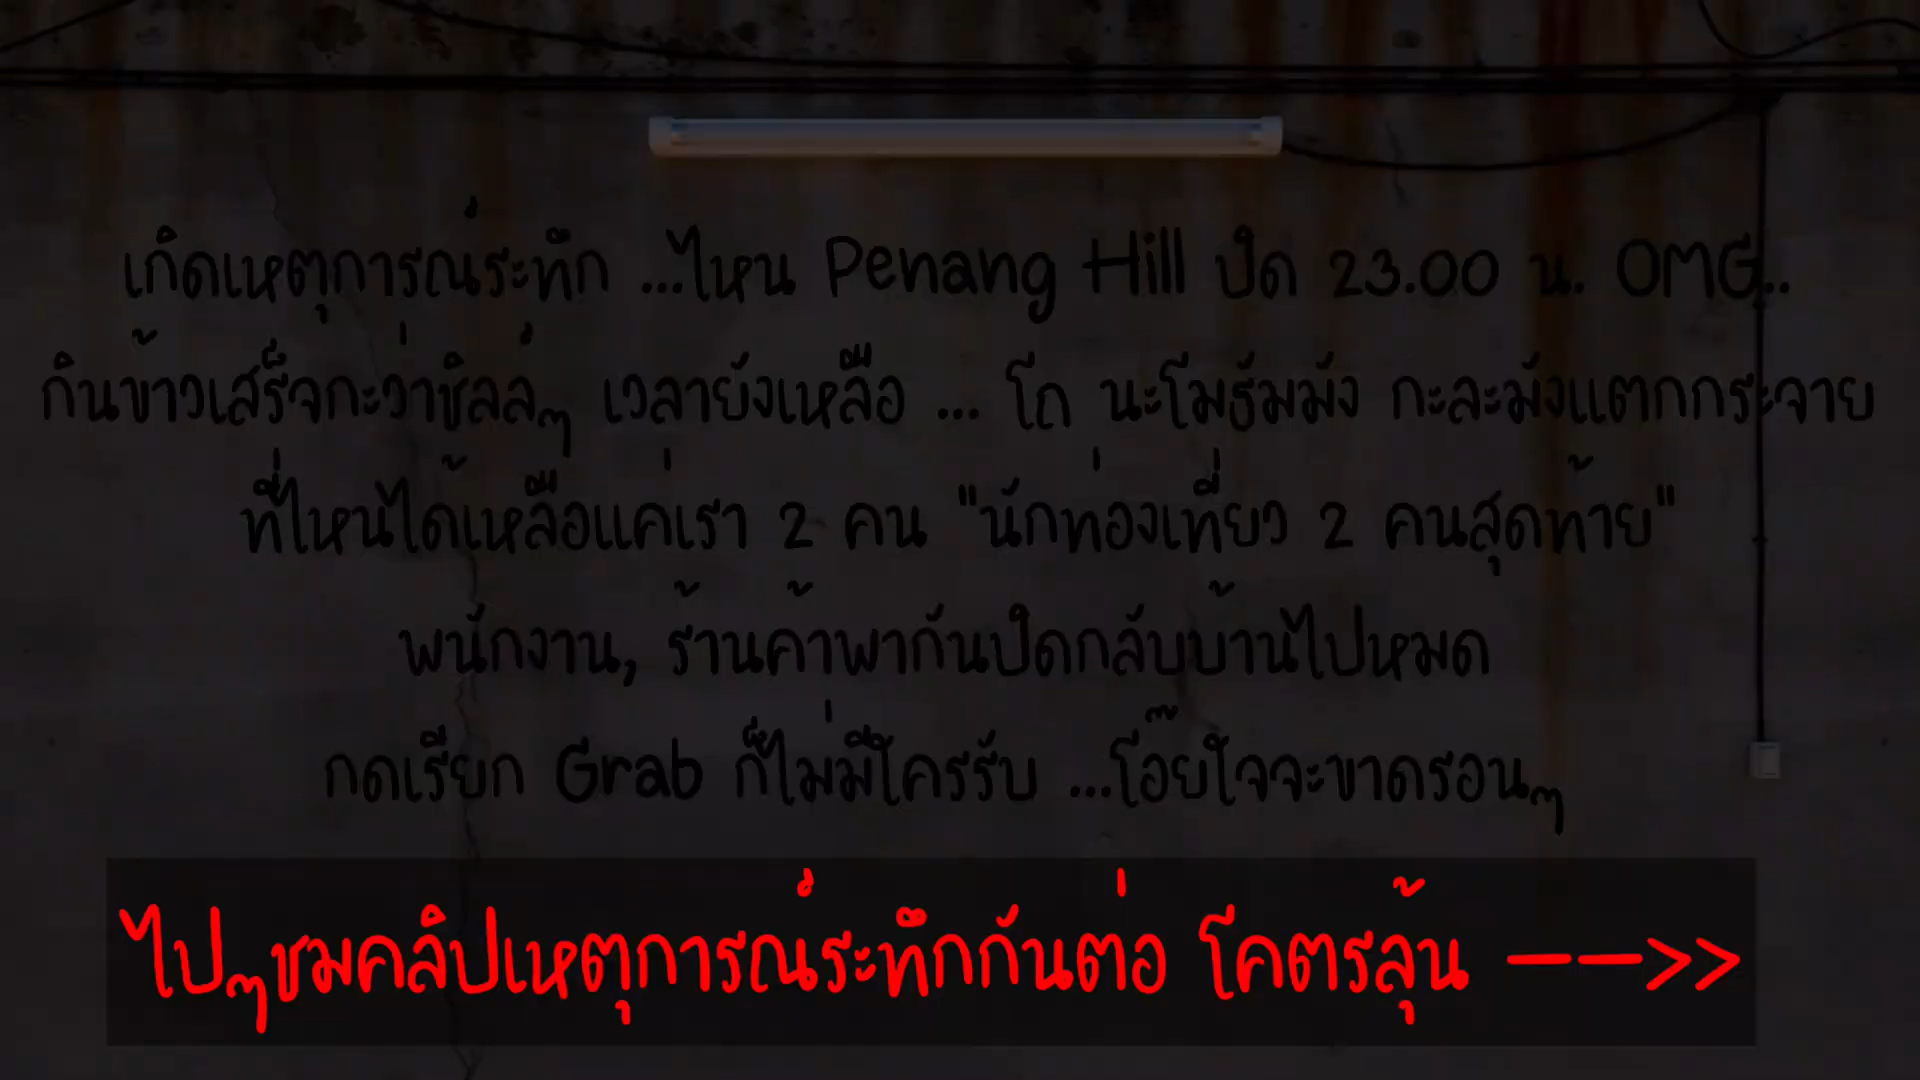 เกิดเหตุการณ์ระทึก ...ไหน Penang Hill ปิด 23.00 น. OMG..
กินข้าวเสร็จกะว่าชิลล์ๆ เวลายังเหลือ ... โถ นะโมธัมมัง กะละมังแตกกระจาย
ที่ไหนได้เหลือแค่เรา 2 คน "นักท่องเที่ยว 2 คนสุดท้าย"
พนักงาน, ร้านค้าพากันปิดกลับบ้านไปหมด
กดเรียก Grab ก็ไม่มีใครรับ ...โอ๊ยใจจะขาดรอนๆ
ไปๆชมคลิปเหตุการณ์ระทึกกันต่อ โคตรลุ้น -->>